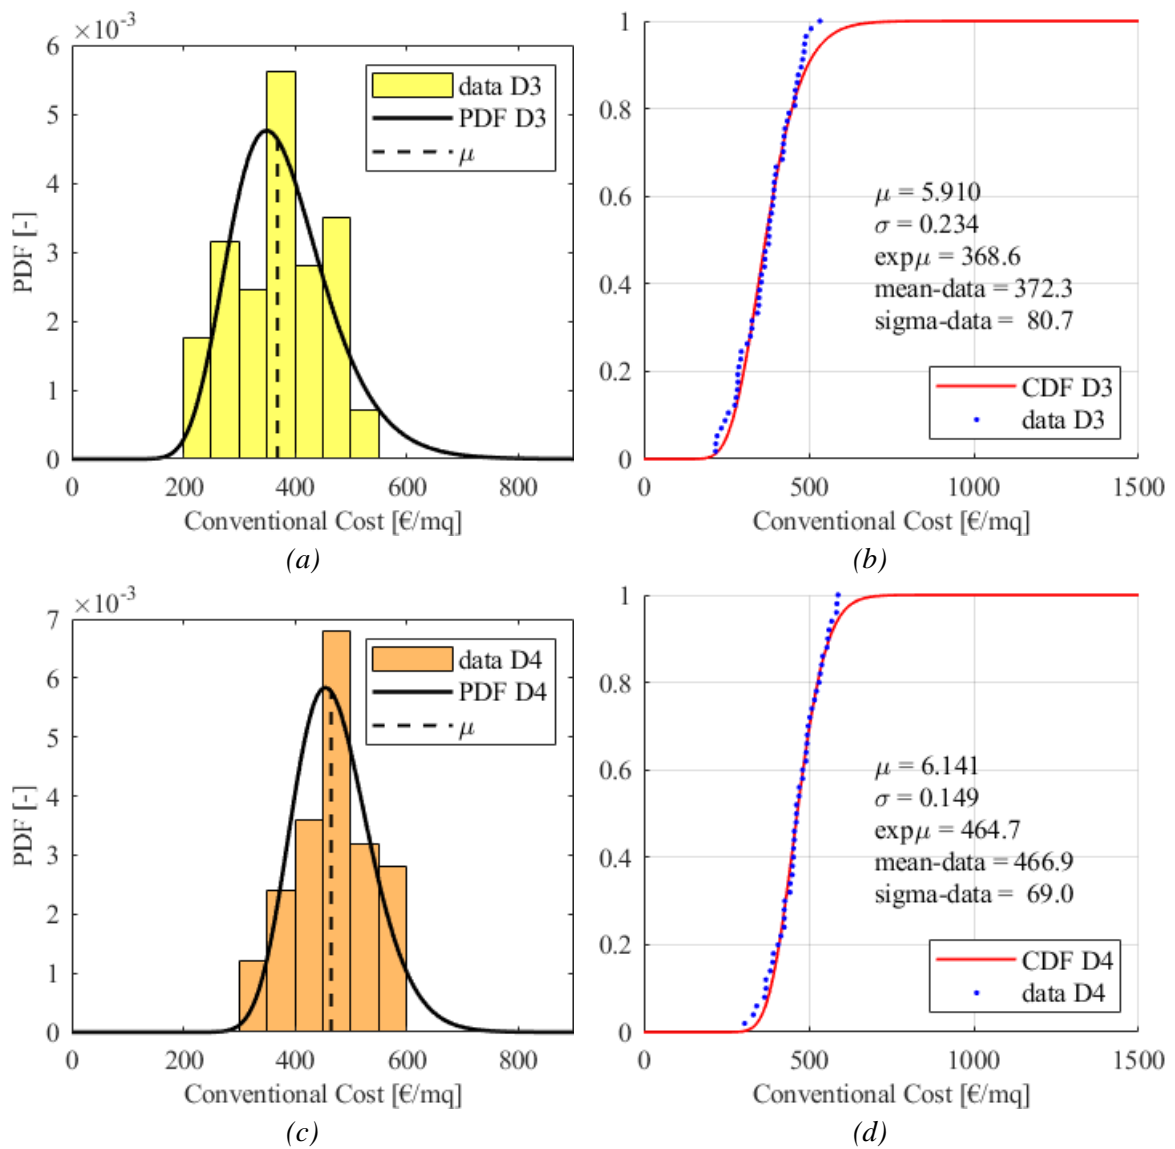 ×10⁻³
6
5
4
3
2
1
0
PDF [-]
data D3
PDF D3
μ
0 200 400 600 800
Conventional Cost [€/mq]
(a)
1
0.8
0.6
0.4
0.2
0
μ = 5.910
σ = 0.234
expμ = 368.6
mean-data = 372.3
sigma-data = 80.7
CDF D3
data D3
0 500 1000 1500
Conventional Cost [€/mq]
(b)
×10⁻³
7
6
5
4
3
2
1
0
PDF [-]
data D4
PDF D4
μ
0 200 400 600 800
Conventional Cost [€/mq]
(c)
1
0.8
0.6
0.4
0.2
0
μ = 6.141
σ = 0.149
expμ = 464.7
mean-data = 466.9
sigma-data = 69.0
CDF D4
data D4
0 500 1000 1500
Conventional Cost [€/mq]
(d)